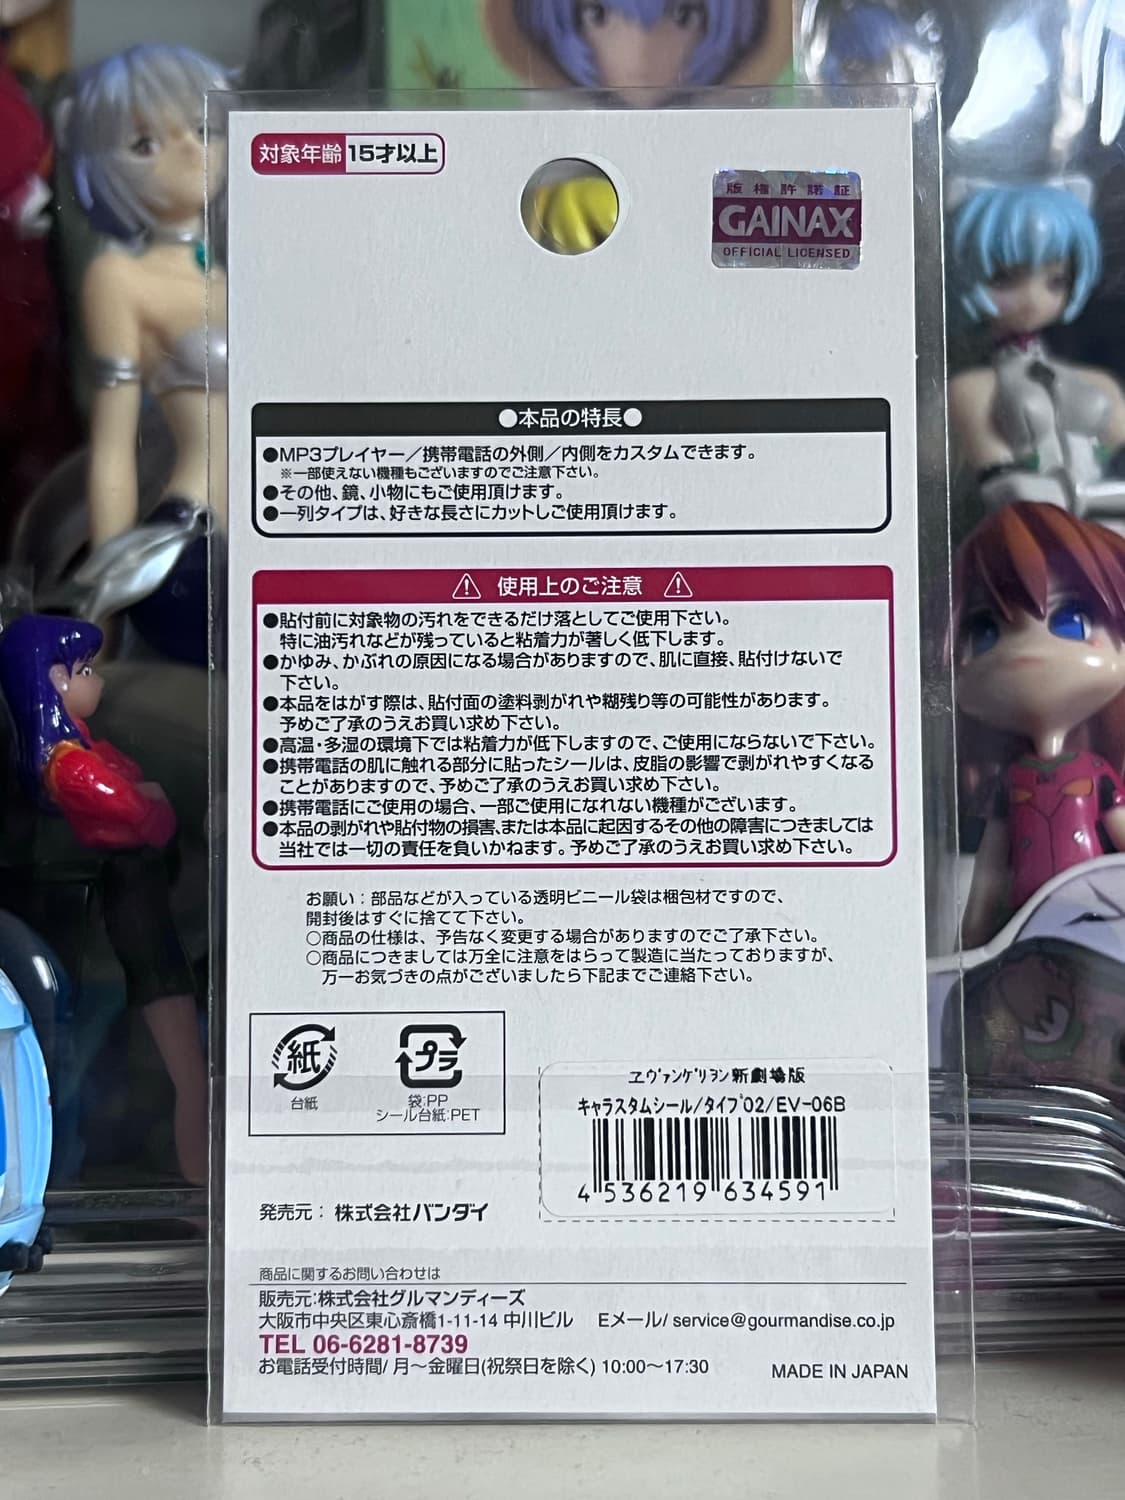 対象年齢 15才以上
版権許諾証
GAINAX
OFFICIAL LICENSED
●本品の特長●
●MP3プレイヤー／携帯電話の外側／内側をカスタムできます。
※一部使えない機種もございますのでご注意下さい。
●その他、鏡、小物にもご使用頂けます。
●一列タイプは、好きな長さにカットしご使用頂けます。
使用上のご注意
●貼付前に対象物の汚れをできるだけ落としてご使用下さい。
特に油汚れなどが残っていると粘着力が著しく低下します。
●かゆみ、かぶれの原因になる場合がありますので、肌に直接、貼付けないで
下さい。
●本品をはがす際は、貼付面の塗料剥がれや糊残り等の可能性があります。
予めご了承のうえお買い求め下さい。
●高温・多湿の環境下では粘着力が低下しますので、ご使用にならないで下さい。
●携帯電話の肌に触れる部分に貼ったシールは、皮脂の影響で剥がれやすくなる
ことがありますので、予めご了承のうえお買い求め下さい。
●携帯電話にご使用の場合、一部ご使用になれない機種がございます。
●本品の剥がれや貼付物の損害、または本品に起因するその他の障害につきましては
当社では一切の責任を負いかねます。予めご了承のうえお買い求め下さい。
お願い：部品などが入っている透明ビニール袋は梱包材ですので、
開封後はすぐに捨てて下さい。
○商品の仕様は、予告なく変更する場合がありますのでご了承下さい。
○商品につきましては万全に注意をはらって製造に当たっておりますが、
万一お気づきの点がございましたら下記までご連絡下さい。
紙
台紙
プラ
袋:PP
シール台紙:PET
ヱヴァンゲリヲン新劇場版
キャラスタムシール/タイプ02/EV-06B
4 536219 634591
発売元：株式会社バンダイ
商品に関するお問い合わせは
販売元:株式会社グルマンディーズ
大阪市中央区東心斎橋1-11-14 中川ビル Eメール/ service@gourmandise.co.jp
TEL 06-6281-8739
お電話受付時間/ 月〜金曜日(祝祭日を除く) 10:00〜17:30
MADE IN JAPAN